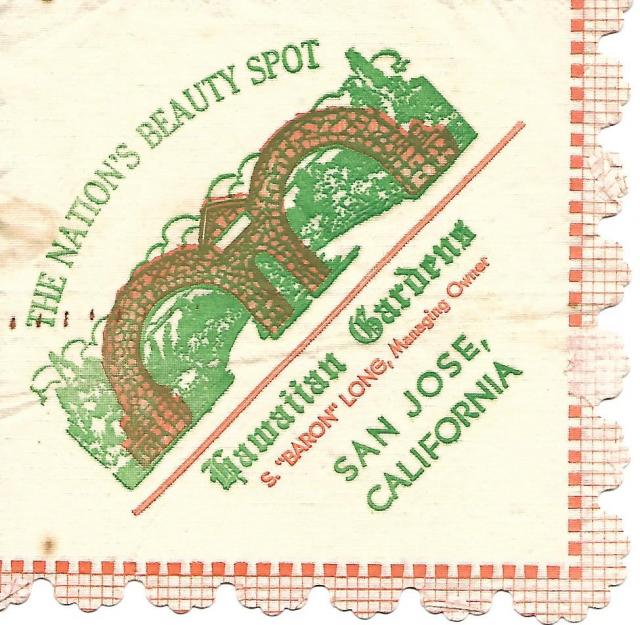 THE NATION'S BEAUTY SPOT
Hawaiian Gardens
S. "BARON" LONG, Managing Owner
SAN JOSE,
CALIFORNIA